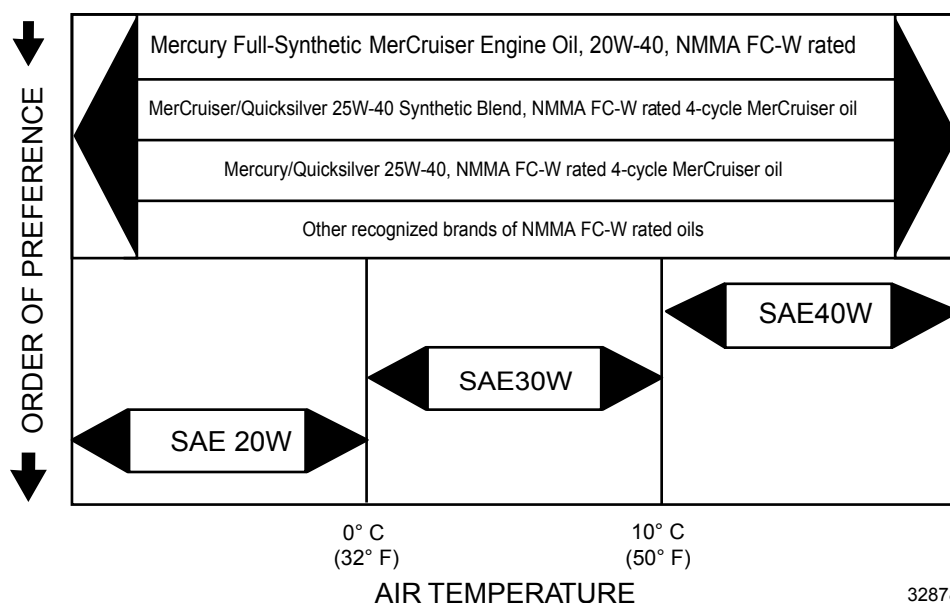 ORDER OF PREFERENCE
Mercury Full-Synthetic MerCruiser Engine Oil, 20W-40, NMMA FC-W rated
MerCruiser/Quicksilver 25W-40 Synthetic Blend, NMMA FC-W rated 4-cycle MerCruiser oil
Mercury/Quicksilver 25W-40, NMMA FC-W rated 4-cycle MerCruiser oil
Other recognized brands of NMMA FC-W rated oils
SAE40W
SAE30W
SAE 20W
0° C
(32° F)
10° C
(50° F)
AIR TEMPERATURE
3287